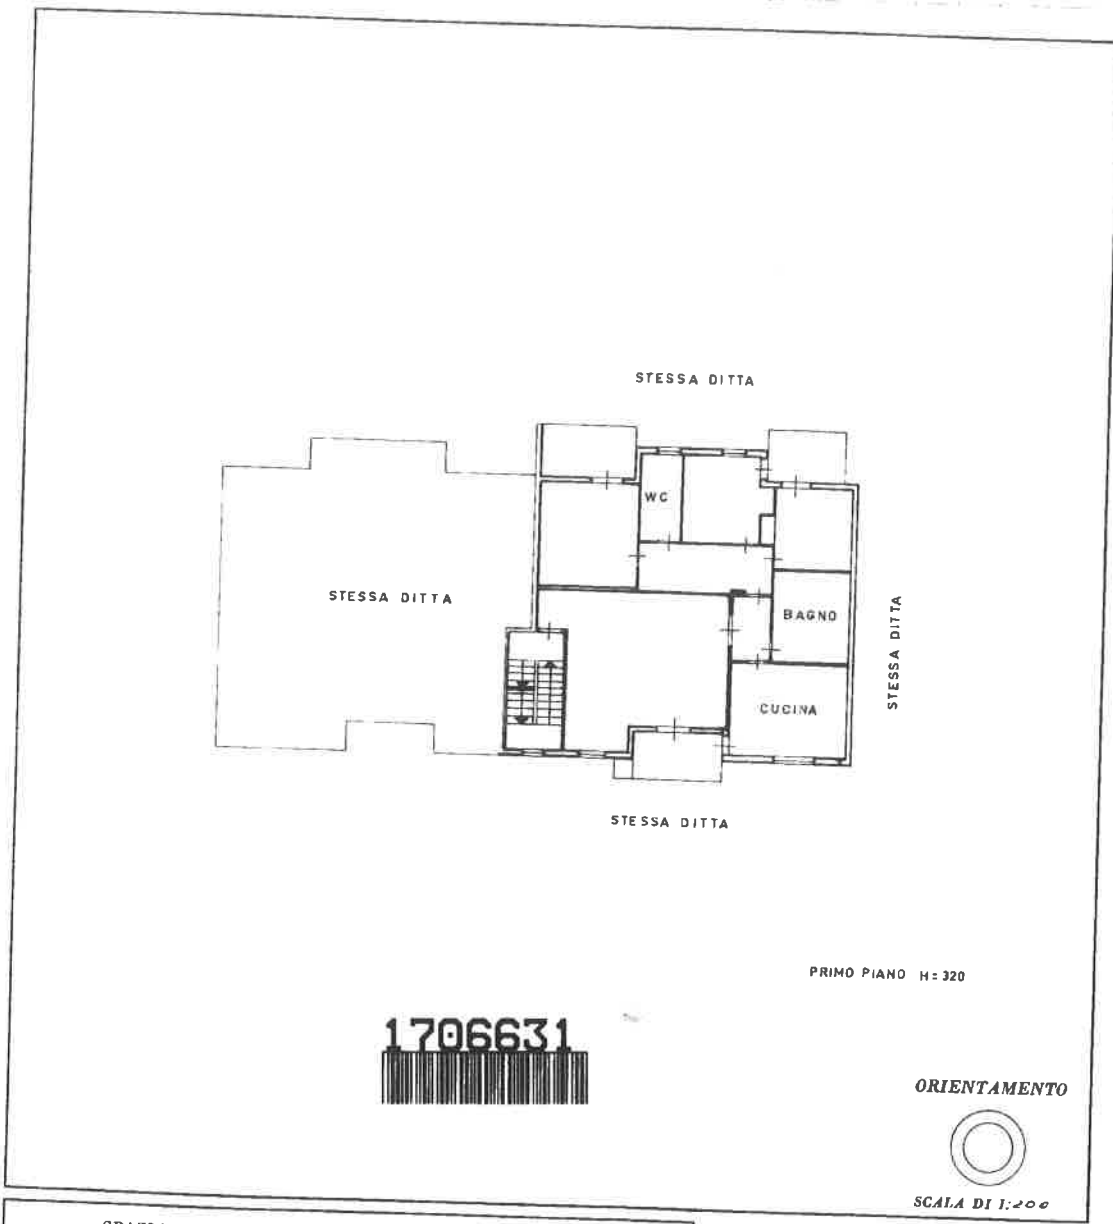 STESSA DITTA
WC
STESSA DITTA
BAGNO
STESSA DITTA
CUCINA
STESSA DITTA
PRIMO PIANO H=320
1706631
ORIENTAMENTO
SCALA DI 1:200